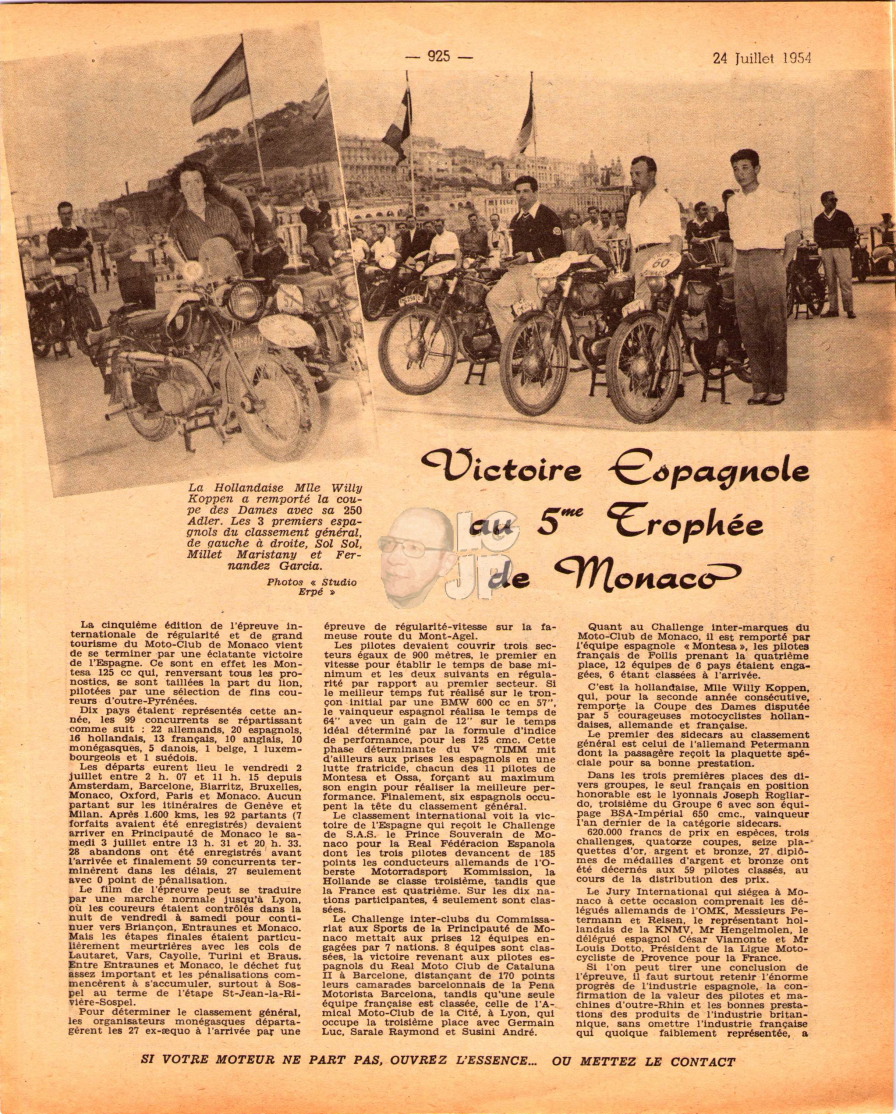 — 925 —
24 Juillet 1954
La Hollandaise Mlle Willy
Koppen a remporté la cou-
pe des Dames avec sa 250
Adler. Les 3 premiers espa-
gnols du classement général,
de gauche à droite, Sol Sol,
Millet Maristany et Fer-
nandez Garcia.
Photos « Studio
Erpé »
Victoire Espagnole
au 5me Trophée
de Monaco
La cinquième édition de l'épreuve in-
ternationale de régularité et de grand
tourisme du Moto-Club de Monaco vient
de se terminer par une éclatante victoire
de l'Espagne. Ce sont en effet les Mon-
tesa 125 cc qui, renversant tous les pro-
nostics, se sont taillées la part du lion,
pilotées par une sélection de fins cou-
reurs d'outre-Pyrénées.
Dix pays étaient représentés cette an-
née, les 99 concurrents se répartissant
comme suit : 22 allemands, 20 espagnols,
16 hollandais, 13 français, 10 anglais, 10
monégasques, 5 danois, 1 belge, 1 luxem-
bourgeois et 1 suédois.
Les départs eurent lieu le vendredi 2
juillet entre 2 h. 07 et 11 h. 15 depuis
Amsterdam, Barcelone, Biarritz, Bruxelles,
Monaco, Oxford, Paris et Monaco. Aucun
partant sur les itinéraires de Genève et
Milan. Après 1.600 kms, les 92 partants (7
forfaits avaient été enregistrés) devaient
arriver en Principauté de Monaco le sa-
medi 3 juillet entre 13 h. 31 et 20 h. 33.
28 abandons ont été enregistrés avant
l'arrivée et finalement 59 concurrents ter-
minèrent dans les délais, 27 seulement
avec 0 point de pénalisation.
Le film de l'épreuve peut se traduire
par une marche normale jusqu'à Lyon,
où les coureurs étaient contrôlés dans la
nuit de vendredi à samedi pour conti-
nuer vers Briançon, Entraunes et Monaco.
Mais les étapes finales étaient particu-
lièrement meurtrières avec les cols de
Lautaret, Vars, Cayolle, Turini et Braus.
Entre Entraunes et Monaco, le déchet fut
assez important et les pénalisations com-
mencèrent à s'accumuler, surtout à Sos-
pel au terme de l'étape St-Jean-la-Ri-
vière-Sospel.
Pour déterminer le classement général,
les organisateurs monégasques départa-
gèrent les 27 ex-æquo à l'arrivée par une
épreuve de régularité-vitesse sur la fa-
meuse route du Mont-Agel.
Les pilotes devaient couvrir trois sec-
teurs égaux de 900 mètres, le premier en
vitesse pour établir le temps de base mi-
nimum et les deux suivants en régula-
rité par rapport au premier secteur. Si
le meilleur temps fut réalisé sur le tron-
çon initial par une BMW 600 cc en 57",
le vainqueur espagnol réalisa le temps de
64" avec un gain de 12" sur le temps
idéal déterminé par la formule d'indice
de performance, pour les 125 cmc. Cette
phase déterminante du Ve TIMM mit
d'ailleurs aux prises les espagnols en une
lutte fratricide, chacun des 11 pilotes de
Montesa et Ossa, forçant au maximum
son engin pour réaliser la meilleure per-
formance. Finalement, six espagnols occu-
pent la tête du classement général.
Le classement international voit la vic-
toire de l'Espagne qui reçoit le Challenge
de S.A.S. le Prince Souverain de Mo-
naco pour la Real Fédéracion Espanola
dont les trois pilotes devancent de 185
points les conducteurs allemands de l'O-
berste Motorradsport Kommission, la
Hollande se classe troisième, tandis que
la France est quatrième. Sur les dix na-
tions participantes, 4 seulement sont clas-
sées.
Le Challenge inter-clubs du Commissa-
riat aux Sports de la Principauté de Mo-
naco mettait aux prises 12 équipes en-
gagées par 7 nations. 8 équipes sont clas-
sées, la victoire revenant aux pilotes es-
pagnols du Real Moto Club de Cataluna
II à Barcelone, distançant de 170 points
leurs camarades barcelonnais de la Pena
Motorista Barcelona, tandis qu'une seule
équipe française est classée, celle de l'A-
mical Moto-Club de la Cité, à Lyon, qui
occupe la troisième place avec Germain
Luc, Sarale Raymond et Susini André.
Quant au Challenge inter-marques du
Moto-Club de Monaco, il est remporté par
l'équipe espagnole « Montesa », les pilotes
français de Follis prenant la quatrième
place, 12 équipes de 6 pays étaient enga-
gées, 6 étant classées à l'arrivée.
C'est la hollandaise, Mlle Willy Koppen,
qui, pour la seconde année consécutive,
remporte la Coupe des Dames disputée
par 5 courageuses motocyclistes hollan-
daises, allemande et française.
Le premier des sidecars au classement
général est celui de l'allemand Petermann
dont la passagère reçoit la plaquette spé-
ciale pour sa bonne prestation.
Dans les trois premières places des di-
vers groupes, le seul français en position
honorable est le lyonnais Joseph Rogliar-
do, troisième du Groupe 6 avec son équi-
page BSA-Impérial 650 cmc., vainqueur
l'an dernier de la catégorie sidecars.
620.000 francs de prix en espèces, trois
challenges, quatorze coupes, seize pla-
quettes d'or, argent et bronze, 27 diplô-
mes de médailles d'argent et bronze ont
été décernés aux 59 pilotes classés, au
cours de la distribution des prix.
Le Jury International qui siégea à Mo-
naco à cette occasion comprenait les dé-
légués allemands de l'OMK, Messieurs Pe-
termann et Reisen, le représentant hol-
landais de la KNMV, Mr Hengelmolen, le
délégué espagnol César Viamonte et Mr
Louis Dotto, Président de la Ligue Moto-
cycliste de Provence pour la France.
Si l'on peut tirer une conclusion de
l'épreuve, il faut surtout retenir l'énorme
progrès de l'industrie espagnole, la con-
firmation de la valeur des pilotes et ma-
chines d'outre-Rhin et les bonnes presta-
tions des produits de l'industrie britan-
nique, sans omettre l'industrie française
qui quoique faiblement représentée, a
SI VOTRE MOTEUR NE PART PAS, OUVREZ L'ESSENCE... OU METTEZ LE CONTACT
60